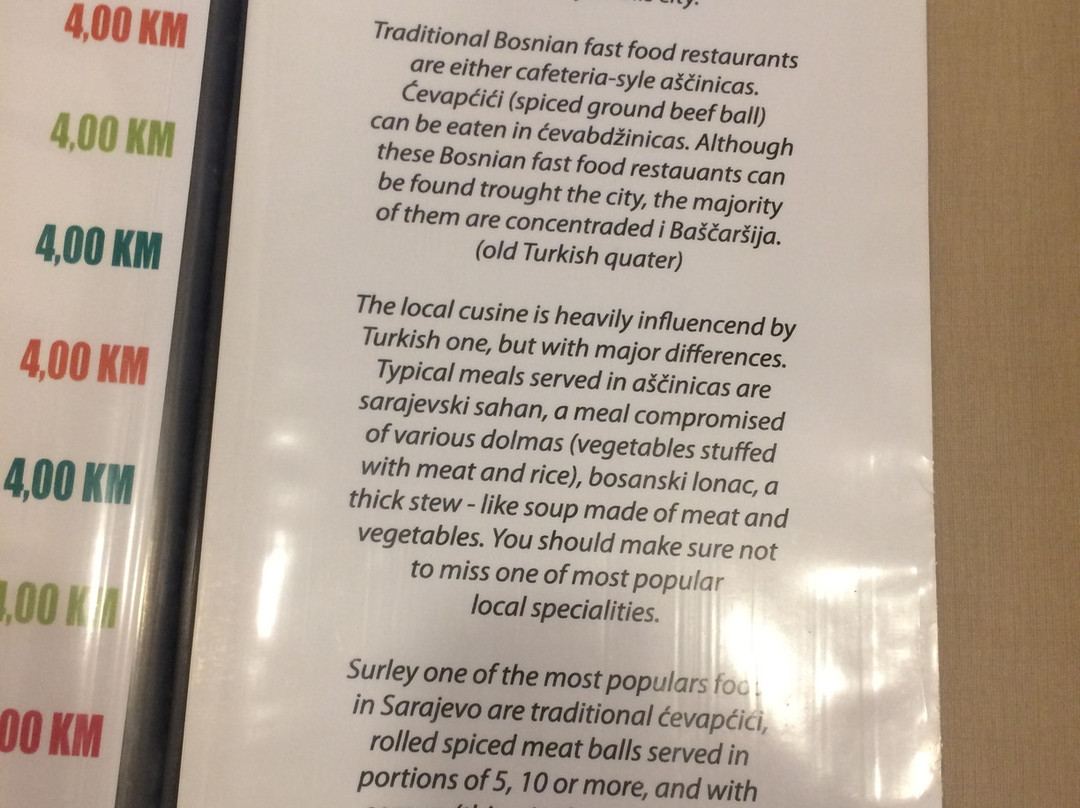 4,00 KM
4,00 KM
4,00 KM
4,00 KM
4,00 KM
,00 KM
00 KM
city.
Traditional Bosnian fast food restaurants
are either cafeteria-syle aščinicas.
Ćevapćići (spiced ground beef ball)
can be eaten in ćevabdžinicas. Although
these Bosnian fast food restauants can
be found trought the city, the majority
of them are concentraded i Baščaršija.
(old Turkish quater)
The local cusine is heavily influencend by
Turkish one, but with major differences.
Typical meals served in aščinicas are
sarajevski sahan, a meal compromised
of various dolmas (vegetables stuffed
with meat and rice), bosanski lonac, a
thick stew - like soup made of meat and
vegetables. You should make sure not
to miss one of most popular
local specialities.
Surley one of the most populars
in Sarajevo are traditional ćevapćići,
rolled spiced meat balls served in
portions of 5, 10 or more, and with